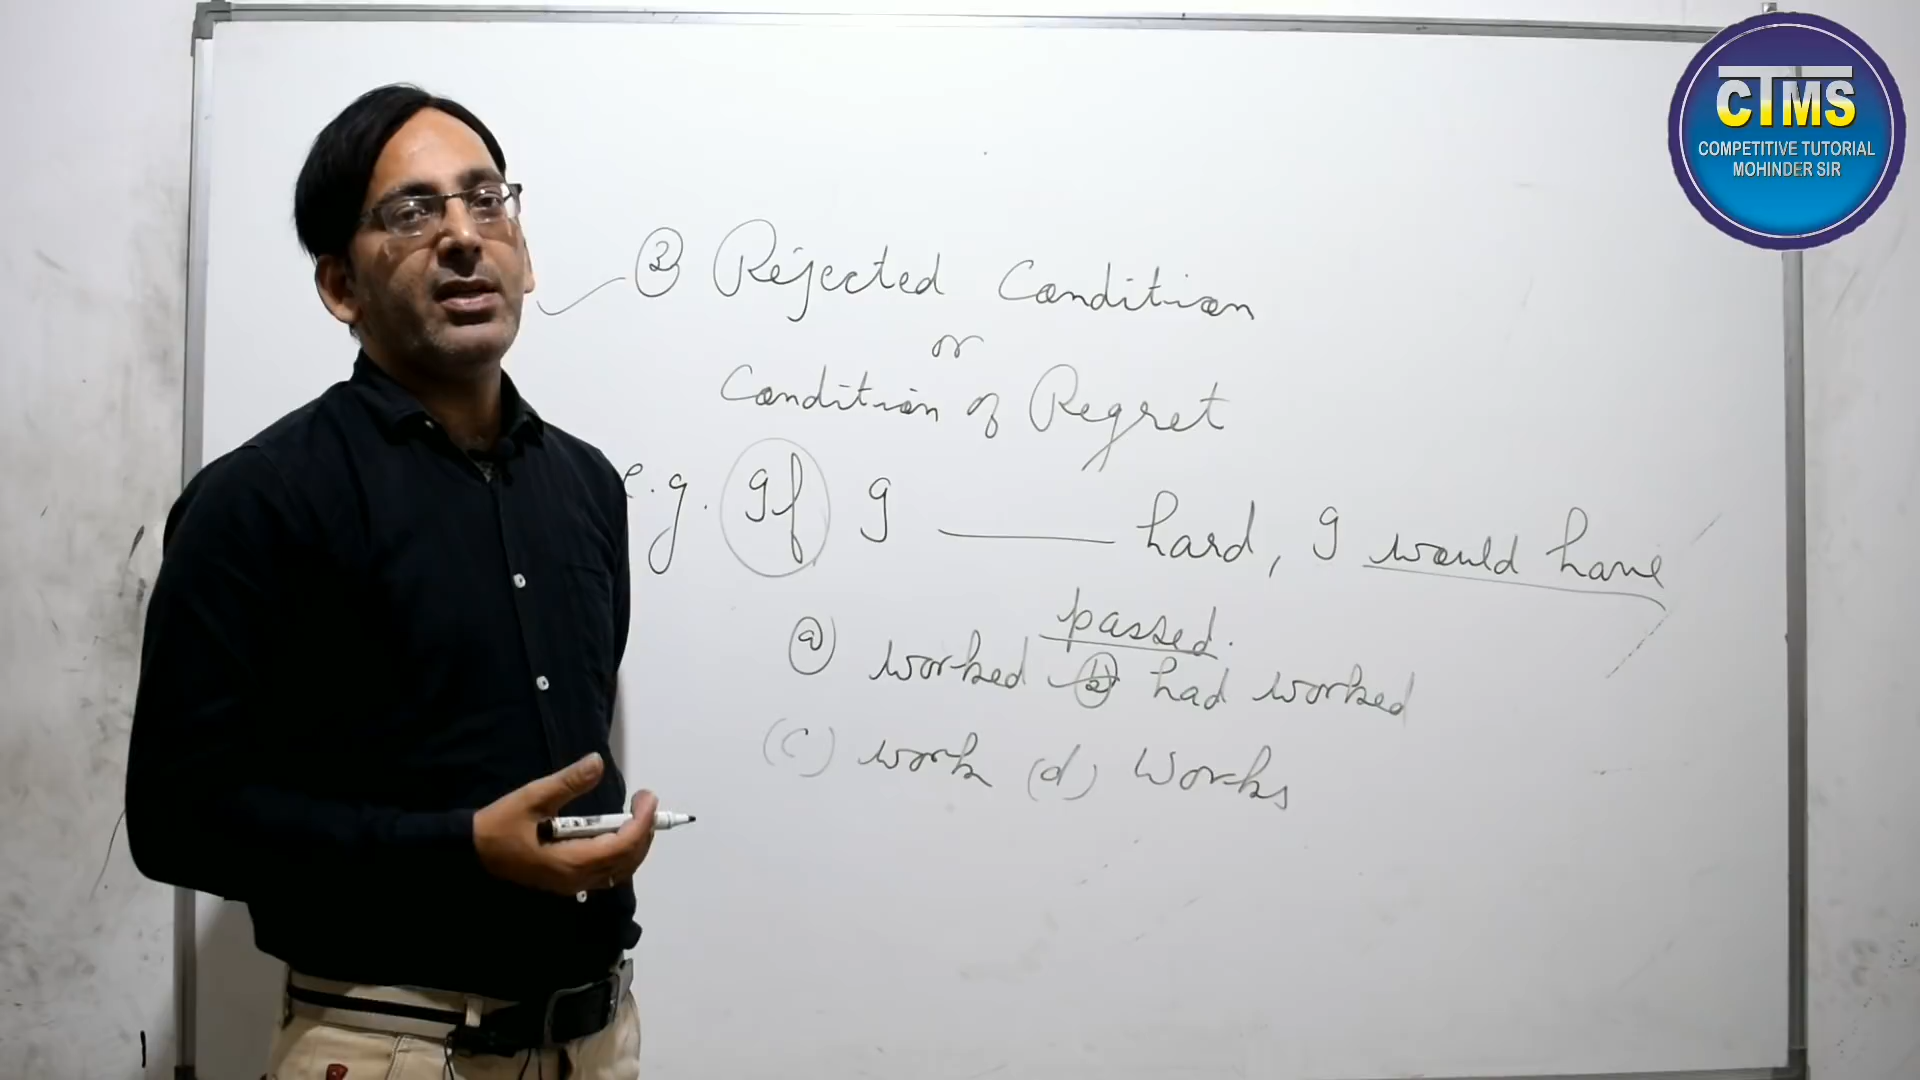 CTMS
COMPETITIVE TUTORIAL
MOHINDER SIR
③ Rejected Condition
or
Condition of Regret
e.g. If I ______ hard, I would have
passed.
(a) worked (b) had worked
(c) work (d) Works